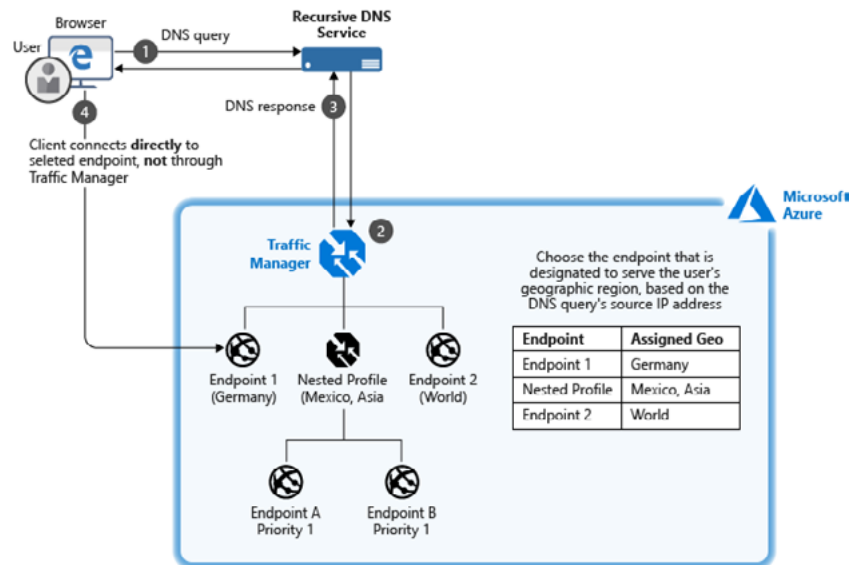 Browser
User
1
DNS query
Recursive DNS
Service
DNS response
3
4
Client connects directly to
seleted endpoint, not through
Traffic Manager
Microsoft
Azure
Traffic
Manager
2
Choose the endpoint that is
designated to serve the user's
geographic region, based on the
DNS query's source IP address
Endpoint Assigned Geo
Endpoint 1 Germany
Nested Profile Mexico, Asia
Endpoint 2 World
Endpoint 1
(Germany)
Nested Profile
(Mexico, Asia
Endpoint 2
(World)
Endpoint A
Priority 1
Endpoint B
Priority 1